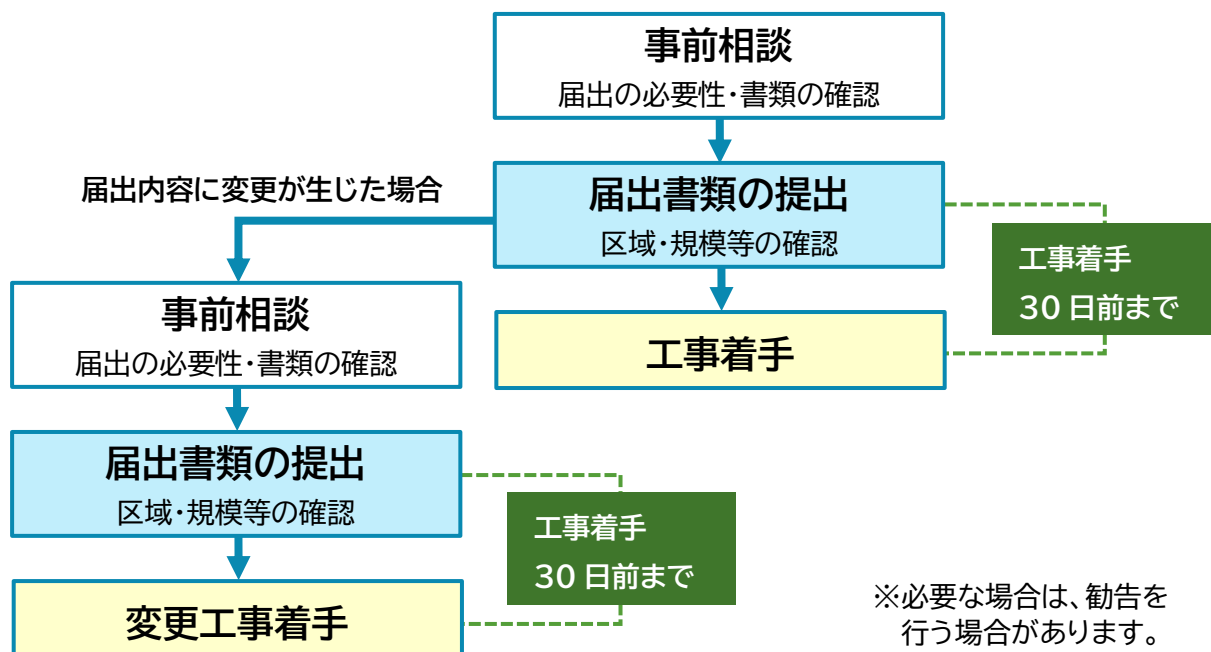 事前相談
届出の必要性・書類の確認
届出書類の提出
区域・規模等の確認
工事着手
30 日前まで
工事着手
届出内容に変更が生じた場合
事前相談
届出の必要性・書類の確認
届出書類の提出
区域・規模等の確認
工事着手
30 日前まで
変更工事着手
※必要な場合は、勧告を
行う場合があります。